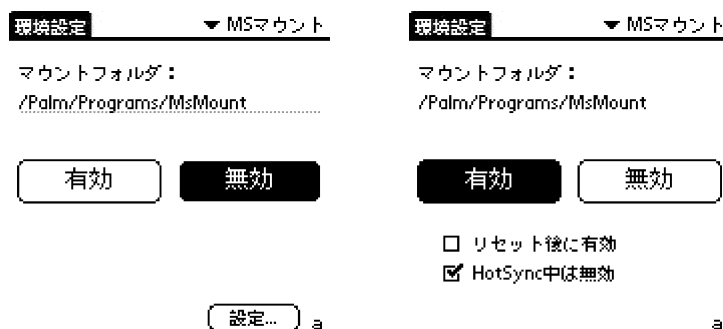 環境設定 ▼ MSマウント
マウントフォルダ：
/Palm/Programs/MsMount
有効 無効
設定... a
環境設定 ▼ MSマウント
マウントフォルダ：
/Palm/Programs/MsMount
有効 無効
リセット後に有効
HotSync中は無効
a